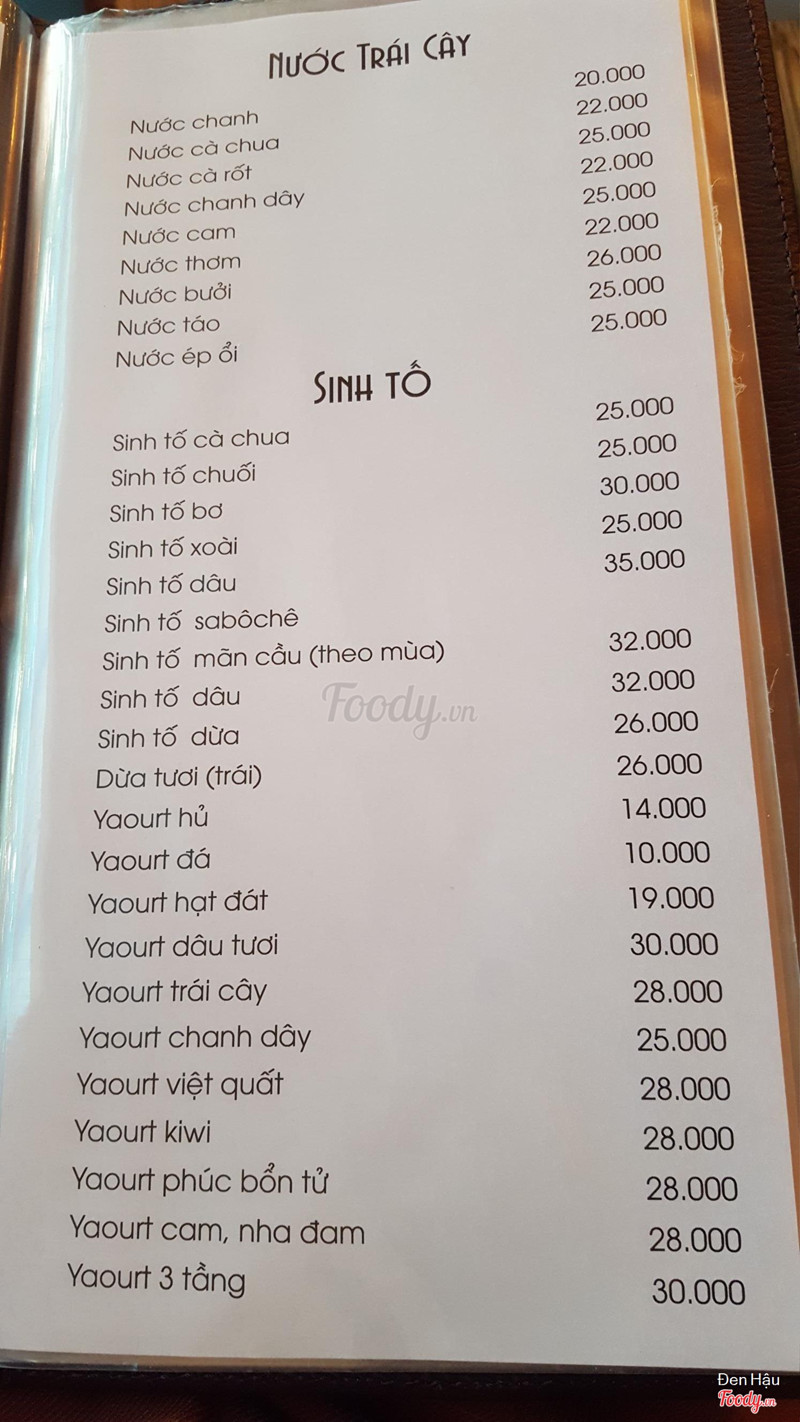 NƯỚC TRÁI CÂY
Nước chanh 20.000
Nước cà chua 22.000
Nước cà rốt 25.000
Nước chanh dây 22.000
Nước cam 25.000
Nước thơm 22.000
Nước bưởi 26.000
Nước táo 25.000
Nước ép ổi 25.000
SINH TỐ
Sinh tố cà chua 25.000
Sinh tố chuối 25.000
Sinh tố bơ 30.000
Sinh tố xoài 25.000
Sinh tố dâu 35.000
Sinh tố sabôchê
Sinh tố mãn cầu (theo mùa) 32.000
Sinh tố dâu 32.000
Sinh tố dừa 26.000
Dừa tươi (trái) 26.000
Yaourt hủ 14.000
Yaourt đá 10.000
Yaourt hạt đát 19.000
Yaourt dâu tươi 30.000
Yaourt trái cây 28.000
Yaourt chanh dây 25.000
Yaourt việt quất 28.000
Yaourt kiwi 28.000
Yaourt phúc bổn tử 28.000
Yaourt cam, nha đam 28.000
Yaourt 3 tầng 30.000
Foody.vn
Đen Hậu
Foody.vn